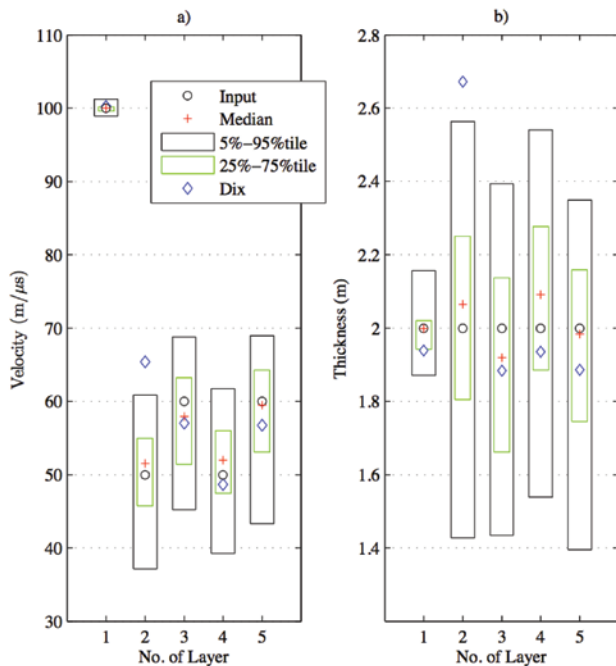 a)
110
100
90
80
70
60
50
40
30
Velocity (m/μs)
1 2 3 4 5
No. of Layer
Input
Median
5%−95%tile
25%−75%tile
Dix
b)
2.8
2.6
2.4
2.2
2
1.8
1.6
1.4
Thickness (m)
1 2 3 4 5
No. of Layer